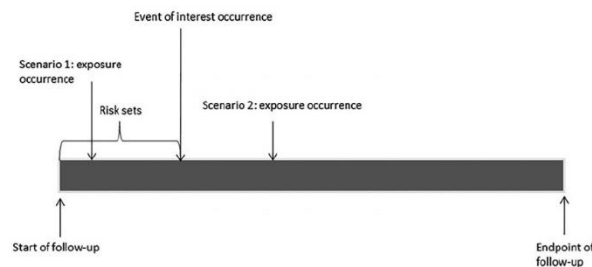 Event of interest occurrence
Scenario 1: exposure
occurrence
Scenario 2: exposure occurrence
Risk sets
Start of follow-up
Endpoint of
follow-up